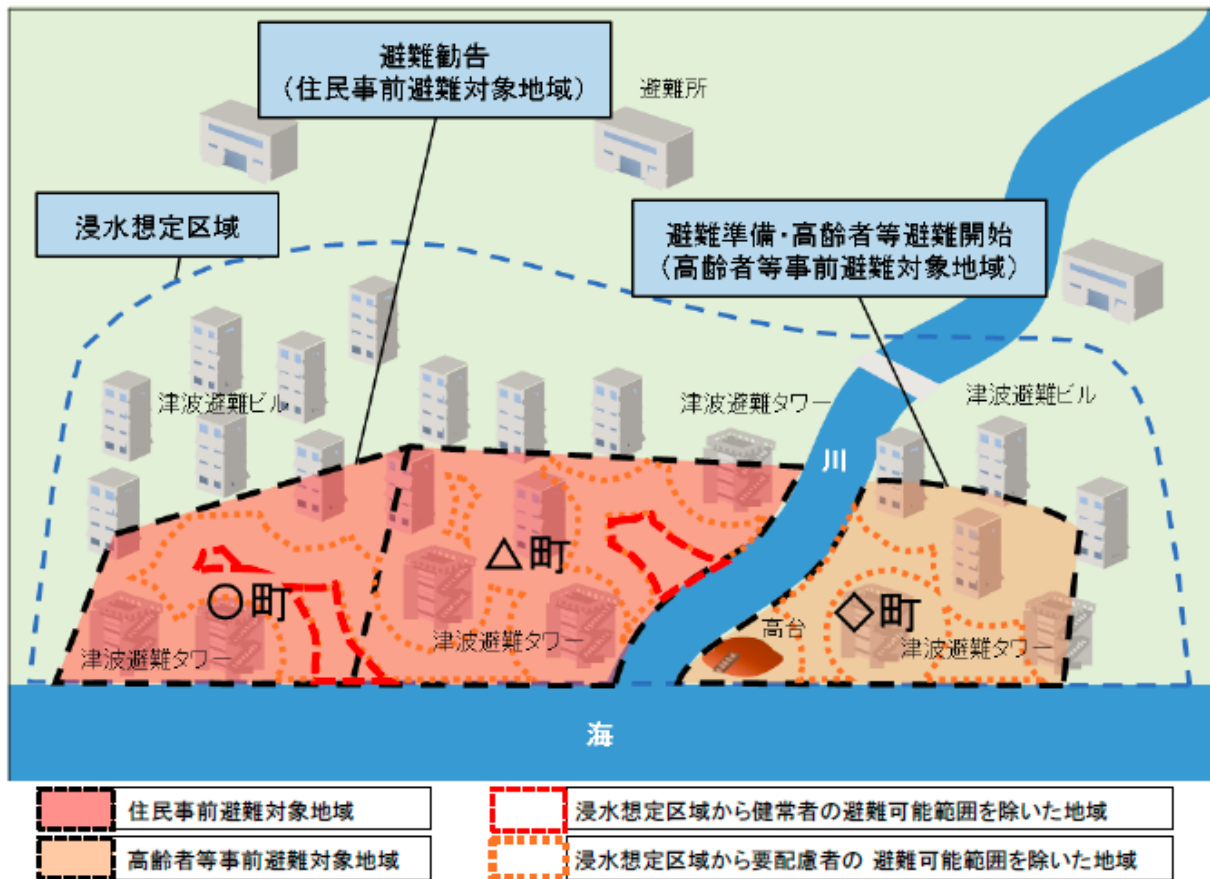 避難勧告
（住民事前避難対象地域）
避難所
浸水想定区域
避難準備・高齢者等避難開始
（高齢者等事前避難対象地域）
津波避難ビル
津波避難タワー
津波避難ビル
川
△町
〇町
◇町
高台
津波避難タワー
津波避難タワー
津波避難タワー
海
住民事前避難対象地域
浸水想定区域から健常者の避難可能範囲を除いた地域
高齢者等事前避難対象地域
浸水想定区域から要配慮者の 避難可能範囲を除いた地域